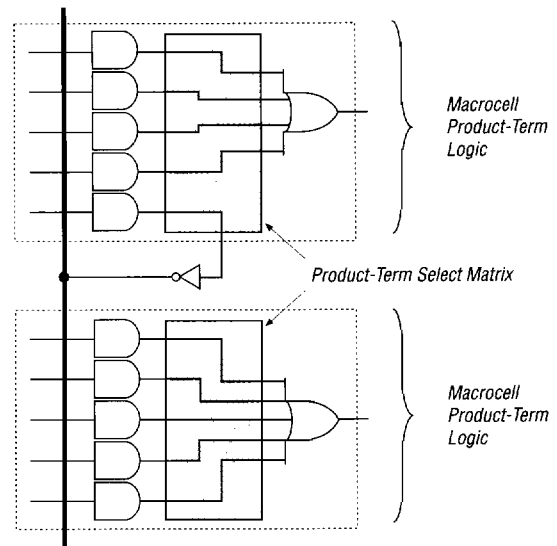 Macrocell
Product-Term
Logic
Product-Term Select Matrix
Macrocell
Product-Term
Logic